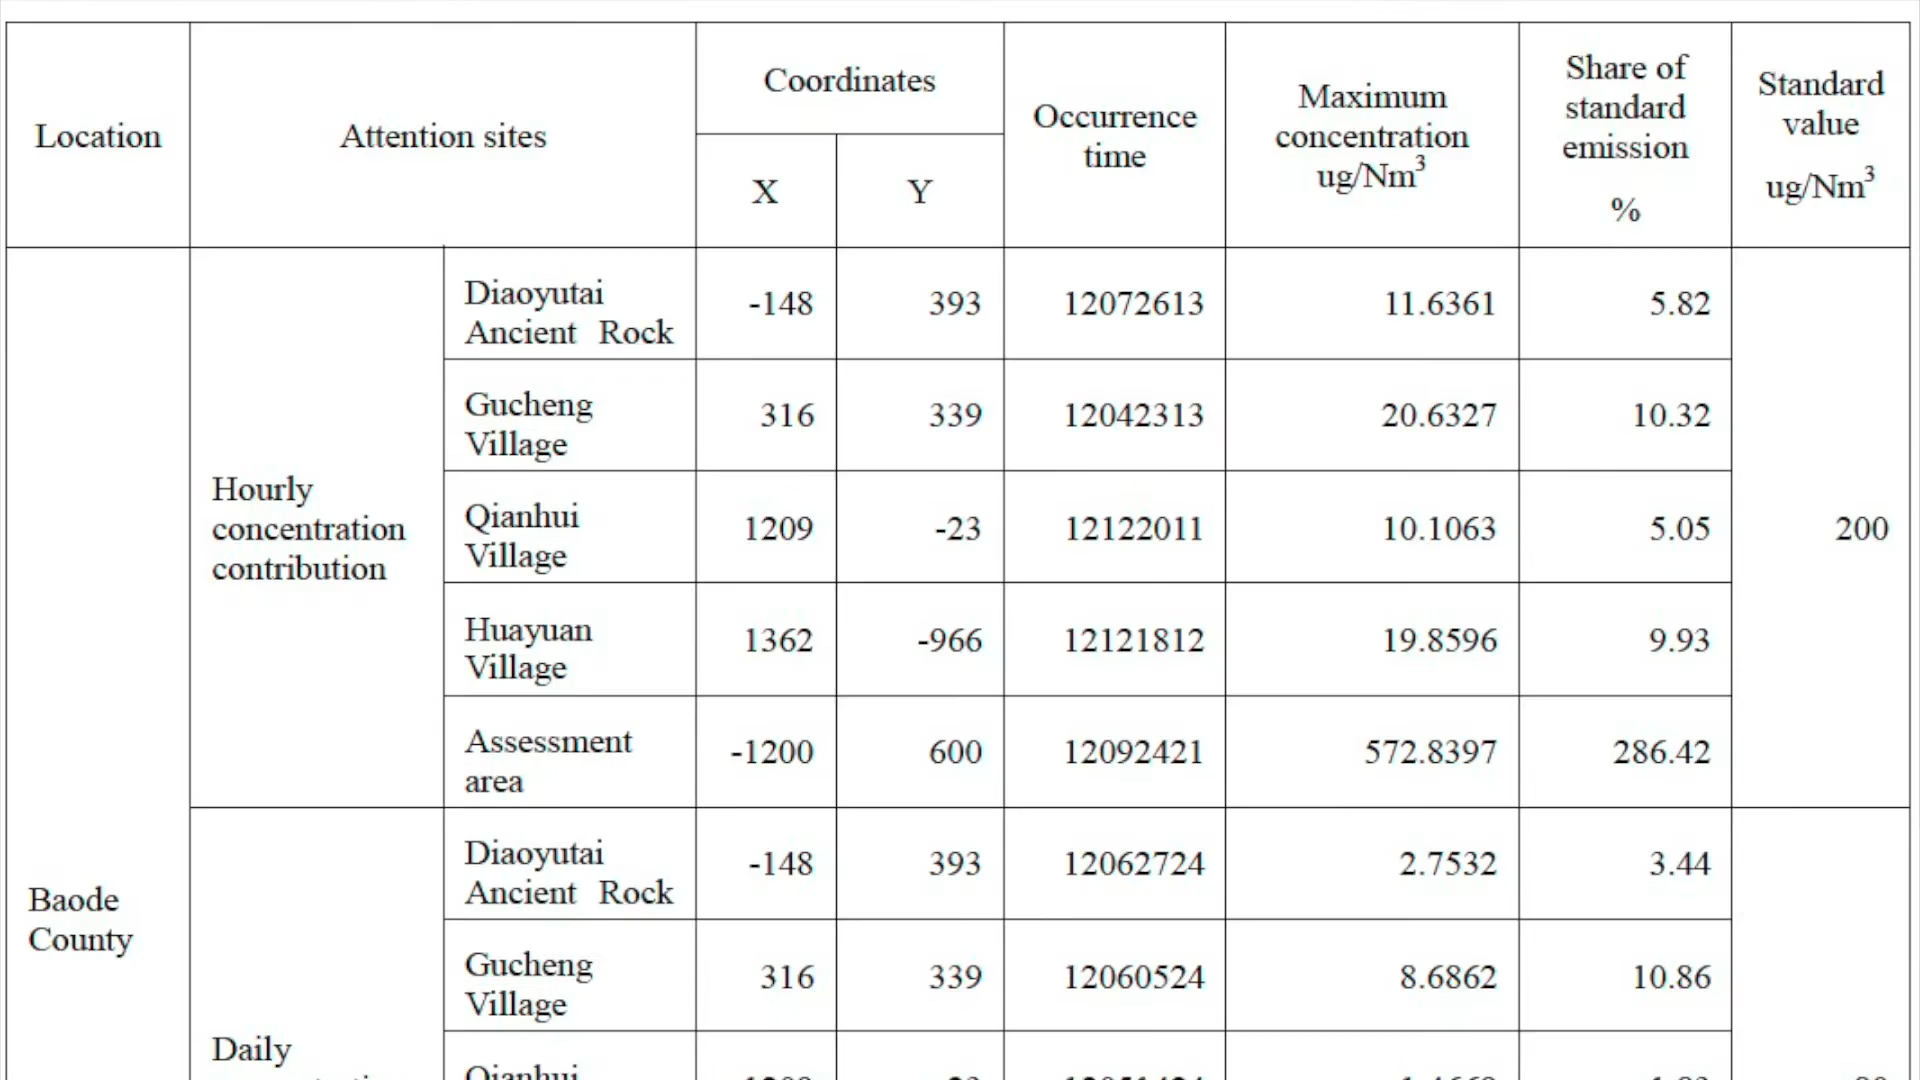 Location
Attention sites
Coordinates
X
Y
Occurrence
time
Maximum
concentration
ug/Nm³
Share of
standard
emission
%
Standard
value
ug/Nm³
Baode
County
Hourly
concentration
contribution
Diaoyutai
Ancient Rock
-148
393
12072613
11.6361
5.82
200
Gucheng
Village
316
339
12042313
20.6327
10.32
Qianhui
Village
1209
-23
12122011
10.1063
5.05
Huayuan
Village
1362
-966
12121812
19.8596
9.93
Assessment
area
-1200
600
12092421
572.8397
286.42
Daily
Diaoyutai
Ancient Rock
-148
393
12062724
2.7532
3.44
Gucheng
Village
316
339
12060524
8.6862
10.86
Qianhui